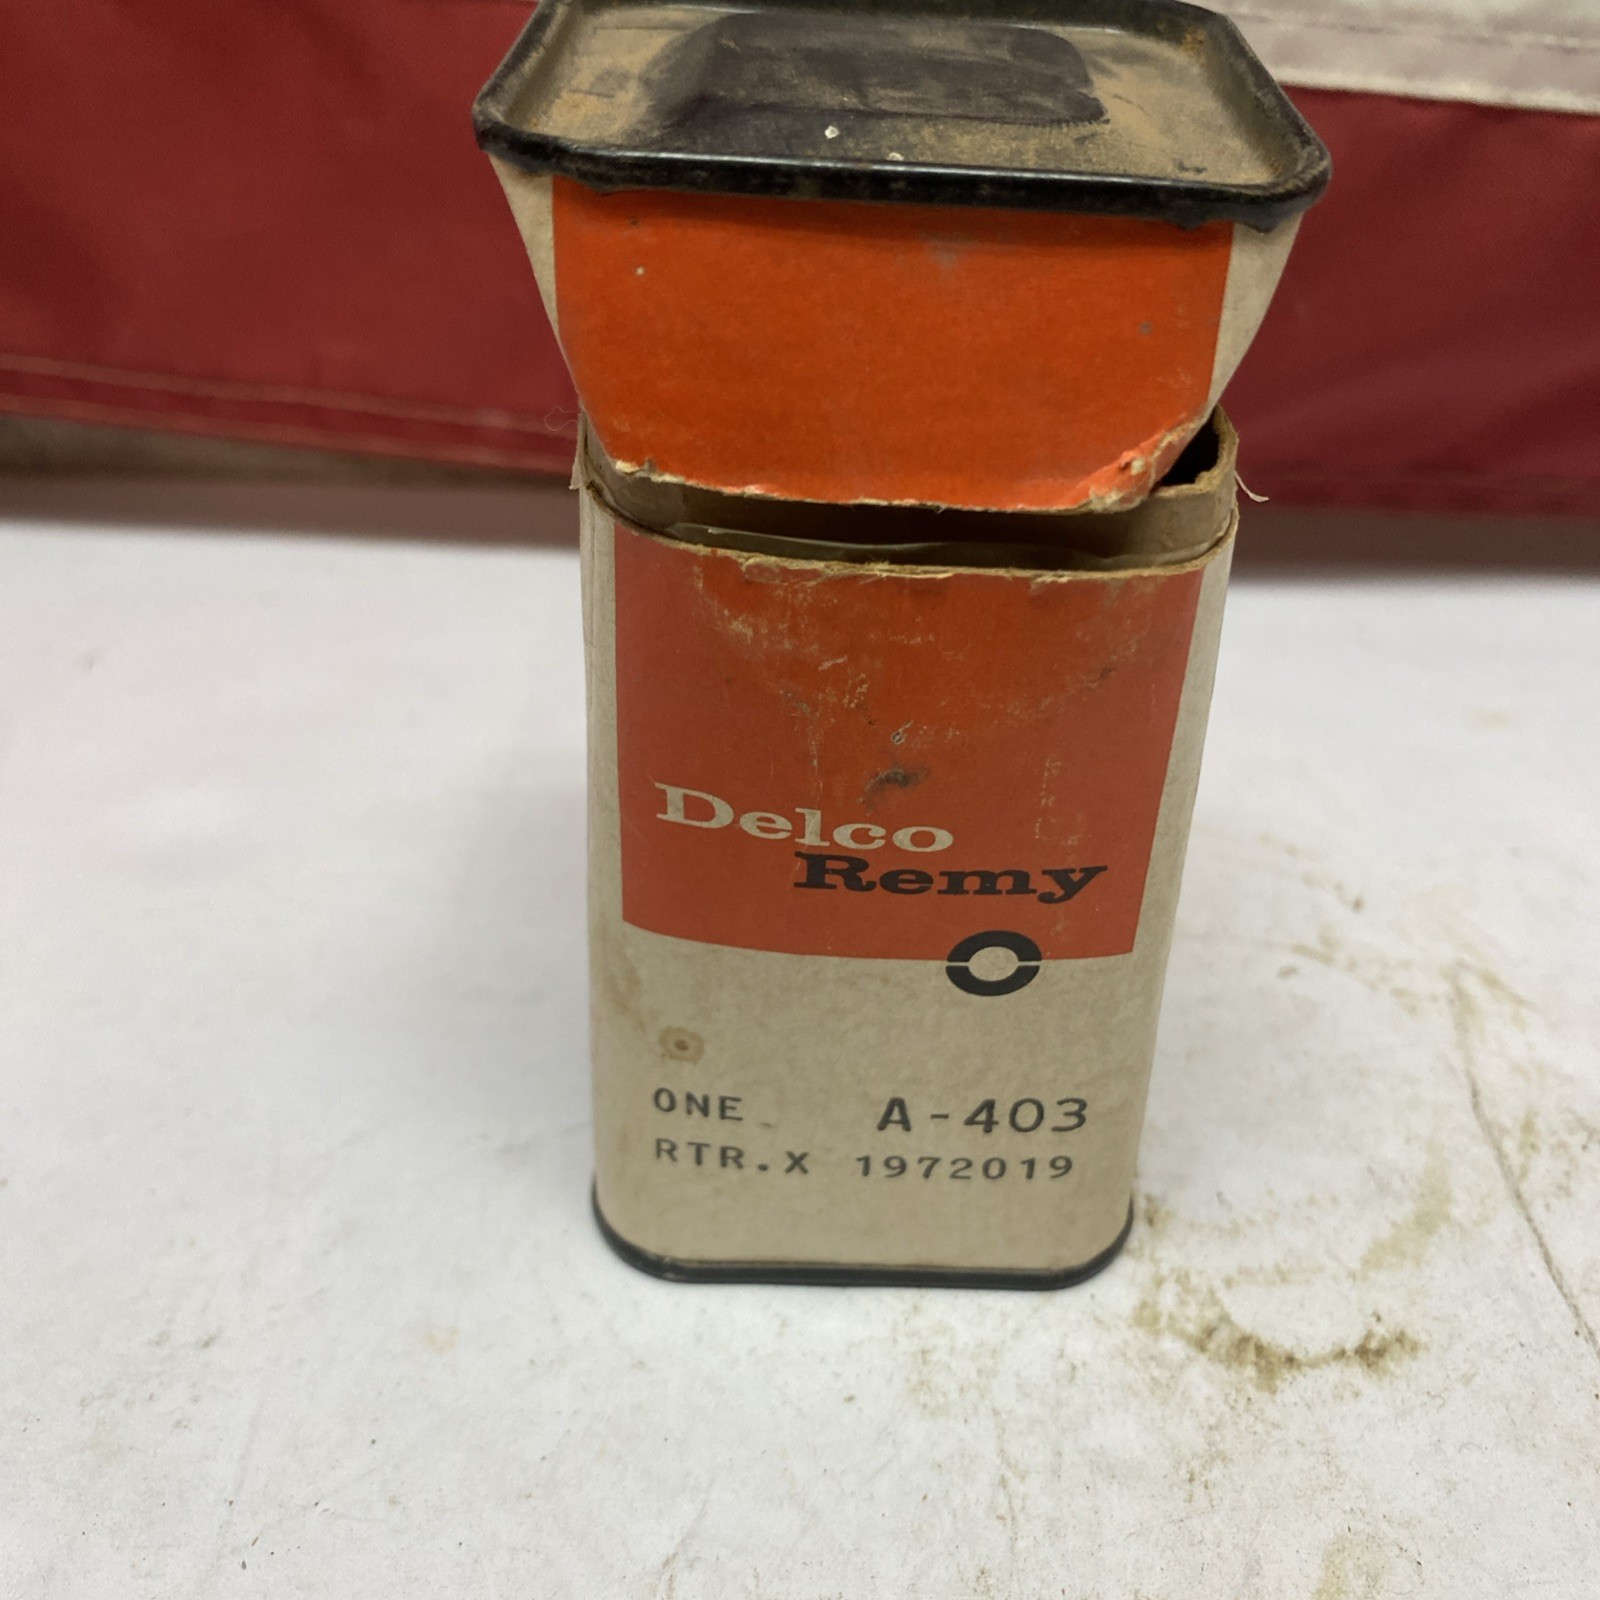 Delco
Remy
ONE A-403
RTR.X 1972019